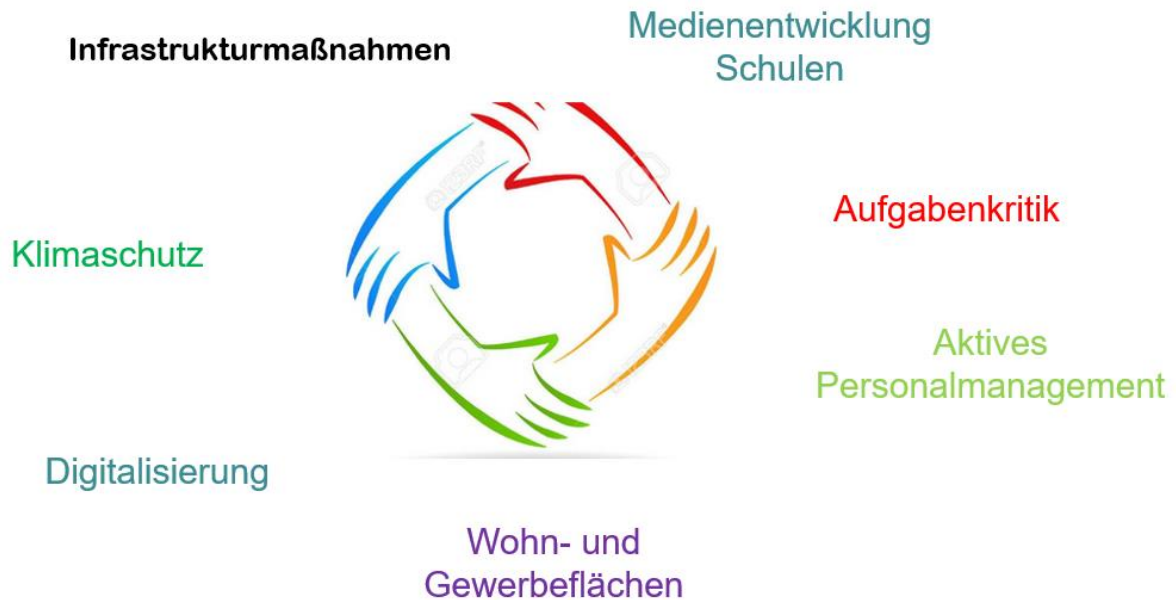 Infrastrukturmaßnahmen
Medienentwicklung
Schulen
Aufgabenkritik
Klimaschutz
Aktives
Personalmanagement
Digitalisierung
Wohn- und
Gewerbeflächen